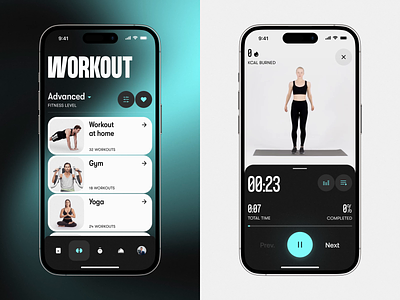 9:41
WORKOUT
Advanced
FITNESS LEVEL
Workout
at home
32 WORKOUTS
Gym
18 WORKOUTS
Yoga
24 WORKOUTS
9:41
0
KCAL BURNED
00:23
0:07
TOTAL TIME
0%
COMPLETED
Prev
Next